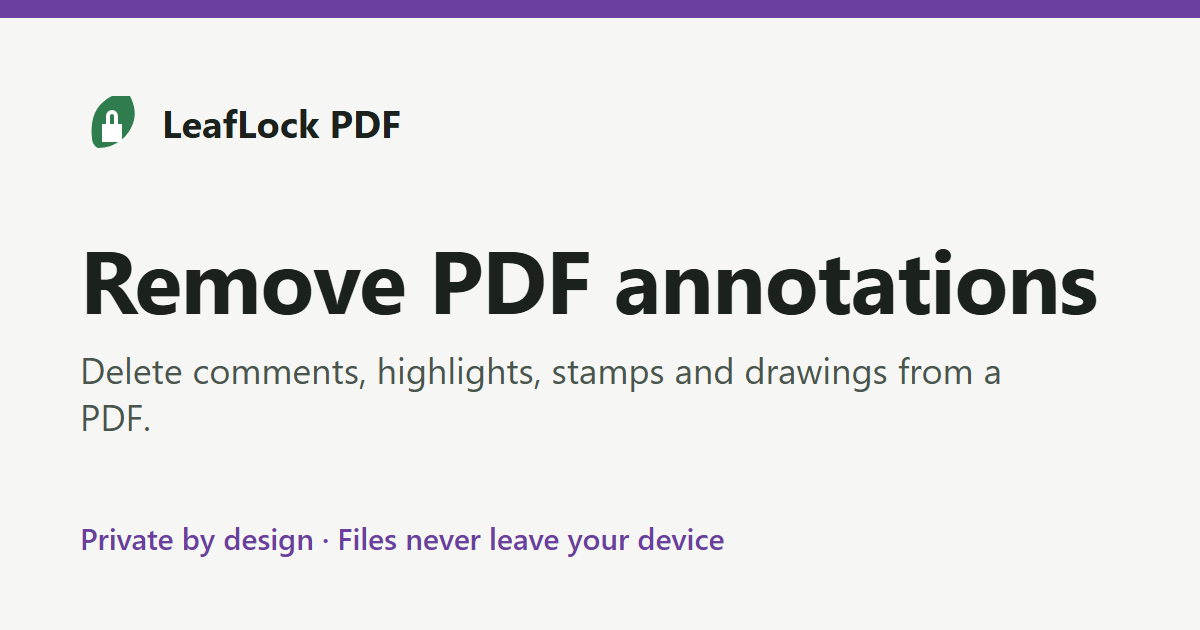 LeafLock PDF
Remove PDF annotations
Delete comments, highlights, stamps and drawings from a
PDF.
Private by design · Files never leave your device